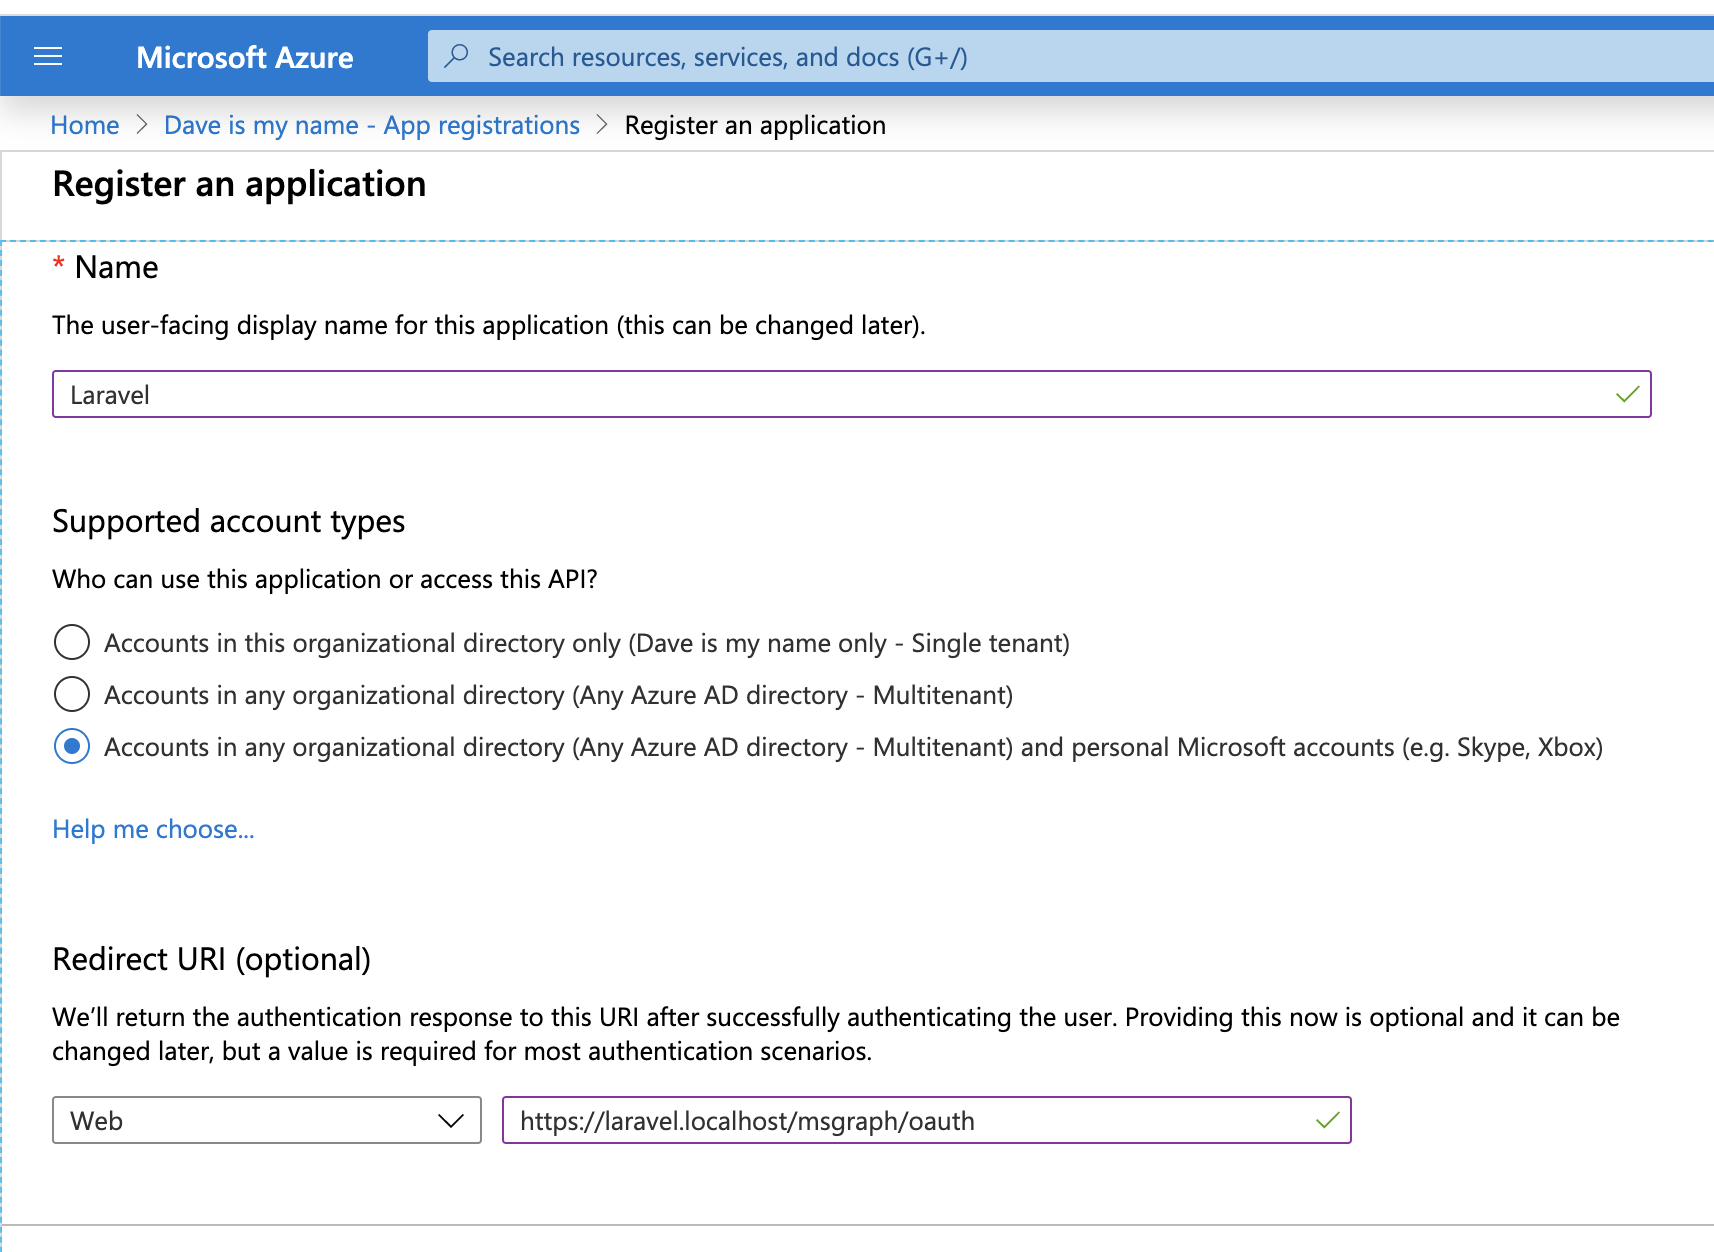 Microsoft Azure
Search resources, services, and docs (G+/)
Home > Dave is my name - App registrations > Register an application
Register an application
* Name
The user-facing display name for this application (this can be changed later).
Laravel
Supported account types
Who can use this application or access this API?
Accounts in this organizational directory only (Dave is my name only - Single tenant)
Accounts in any organizational directory (Any Azure AD directory - Multitenant)
Accounts in any organizational directory (Any Azure AD directory - Multitenant) and personal Microsoft accounts (e.g. Skype, Xbox)
Help me choose...
Redirect URI (optional)
We’ll return the authentication response to this URI after successfully authenticating the user. Providing this now is optional and it can be
changed later, but a value is required for most authentication scenarios.
Web
https://laravel.localhost/msgraph/oauth